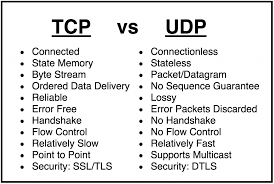 TCP vs UDP
• Connected • Connectionless
• State Memory • Stateless
• Byte Stream • Packet/Datagram
• Ordered Data Delivery • No Sequence Guarantee
• Reliable • Lossy
• Error Free • Error Packets Discarded
• Handshake • No Handshake
• Flow Control • No Flow Control
• Relatively Slow • Relatively Fast
• Point to Point • Supports Multicast
• Security: SSL/TLS • Security: DTLS